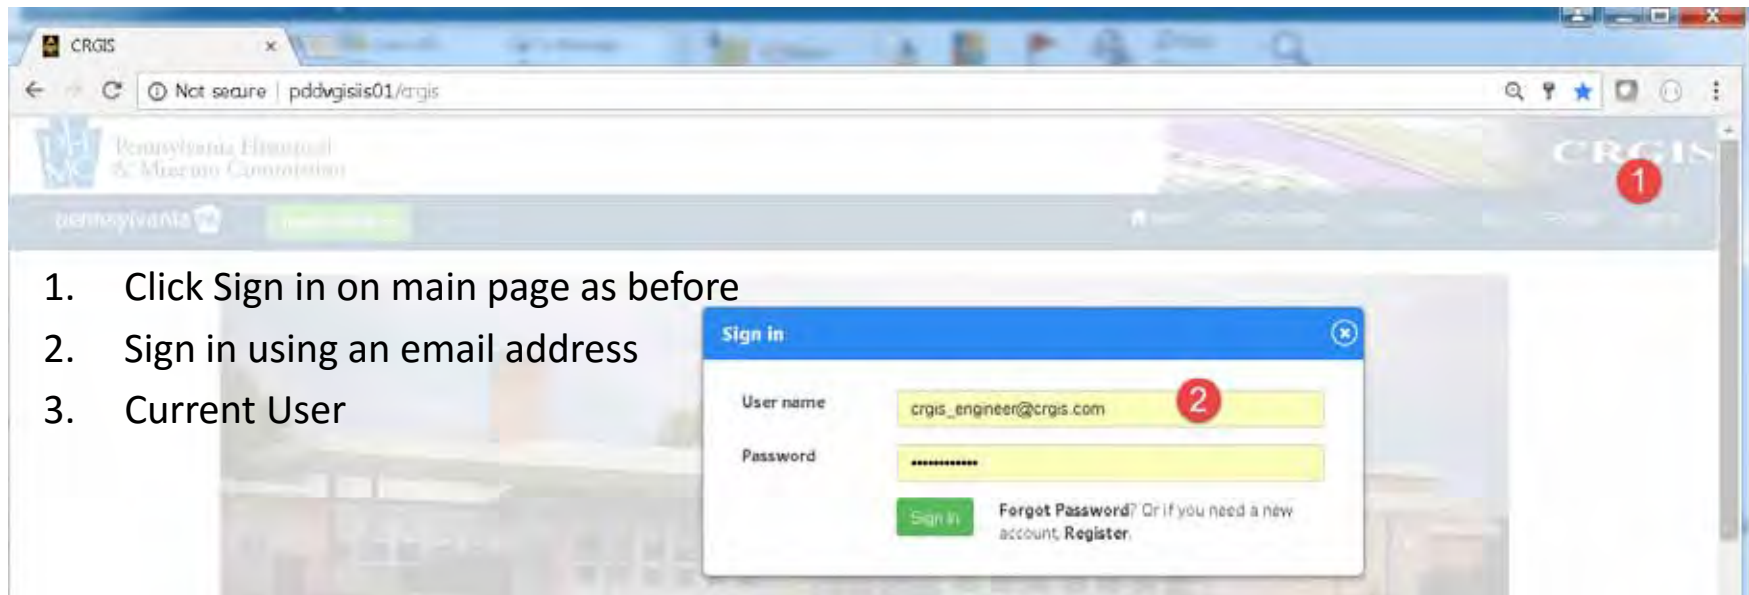 CRGIS
Not secure | pddvgisiis01/crgis
Pennsylvania Historical
& Museum Commission
CRGIS
1
pennsylvania PA
1. Click Sign in on main page as before
2. Sign in using an email address
3. Current User
Sign in
User name
crgis_engineer@crgis.com
2
Password
••••••••••••
Sign In
Forgot Password? Or if you need a new
account, Register.